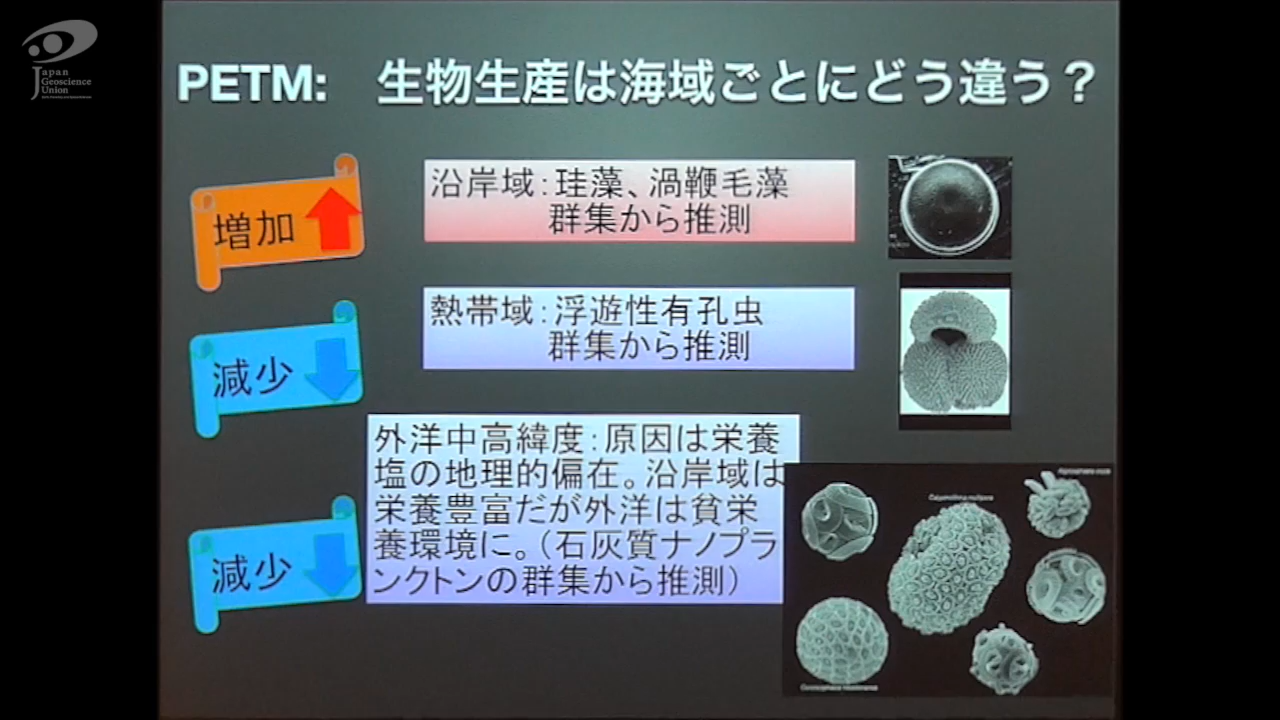 Japan
Geoscience
Union
PETM: 生物生産は海域ごとにどう違う？
増加
沿岸域：珪藻、渦鞭毛藻
群集から推測
減少
熱帯域：浮遊性有孔虫
群集から推測
減少
外洋中高緯度：原因は栄養
塩の地理的偏在。沿岸域は
栄養豊富だが外洋は貧栄
養環境に。（石灰質ナノプラ
ンクトンの群集から推測）